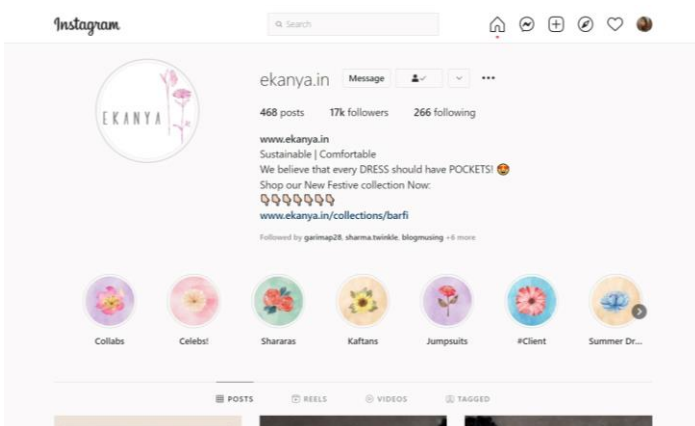 Instagram
Search
EKANYA
ekanya.in Message
468 posts 17k followers 266 following
www.ekanya.in
Sustainable | Comfortable
We believe that every DRESS should have POCKETS! 😍
Shop our New Festive collection Now:
👇👇👇👇👇👇👇
www.ekanya.in/collections/barfi
Followed by garimap28, sharma.twinkle, blogmusing +6 more
Collabs Celebs! Shararas Kaftans Jumpsuits #Client Summer Dr...
POSTS REELS VIDEOS TAGGED